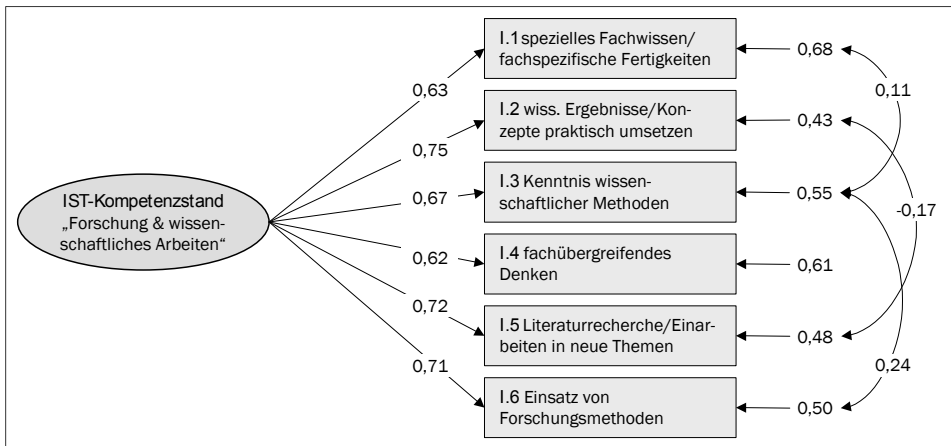 IST-Kompetenzstand
„Forschung & wissen-
schaftliches Arbeiten“
0,63
0,75
0,67
0,62
0,72
0,71
I.1 spezielles Fachwissen/
fachspezifische Fertigkeiten
I.2 wiss. Ergebnisse/Kon-
zepte praktisch umsetzen
I.3 Kenntnis wissen-
schaftlicher Methoden
I.4 fachübergreifendes
Denken
I.5 Literaturrecherche/Einar-
beiten in neue Themen
I.6 Einsatz von
Forschungsmethoden
0,68
0,43
0,55
0,61
0,48
0,50
0,11
-0,17
0,24